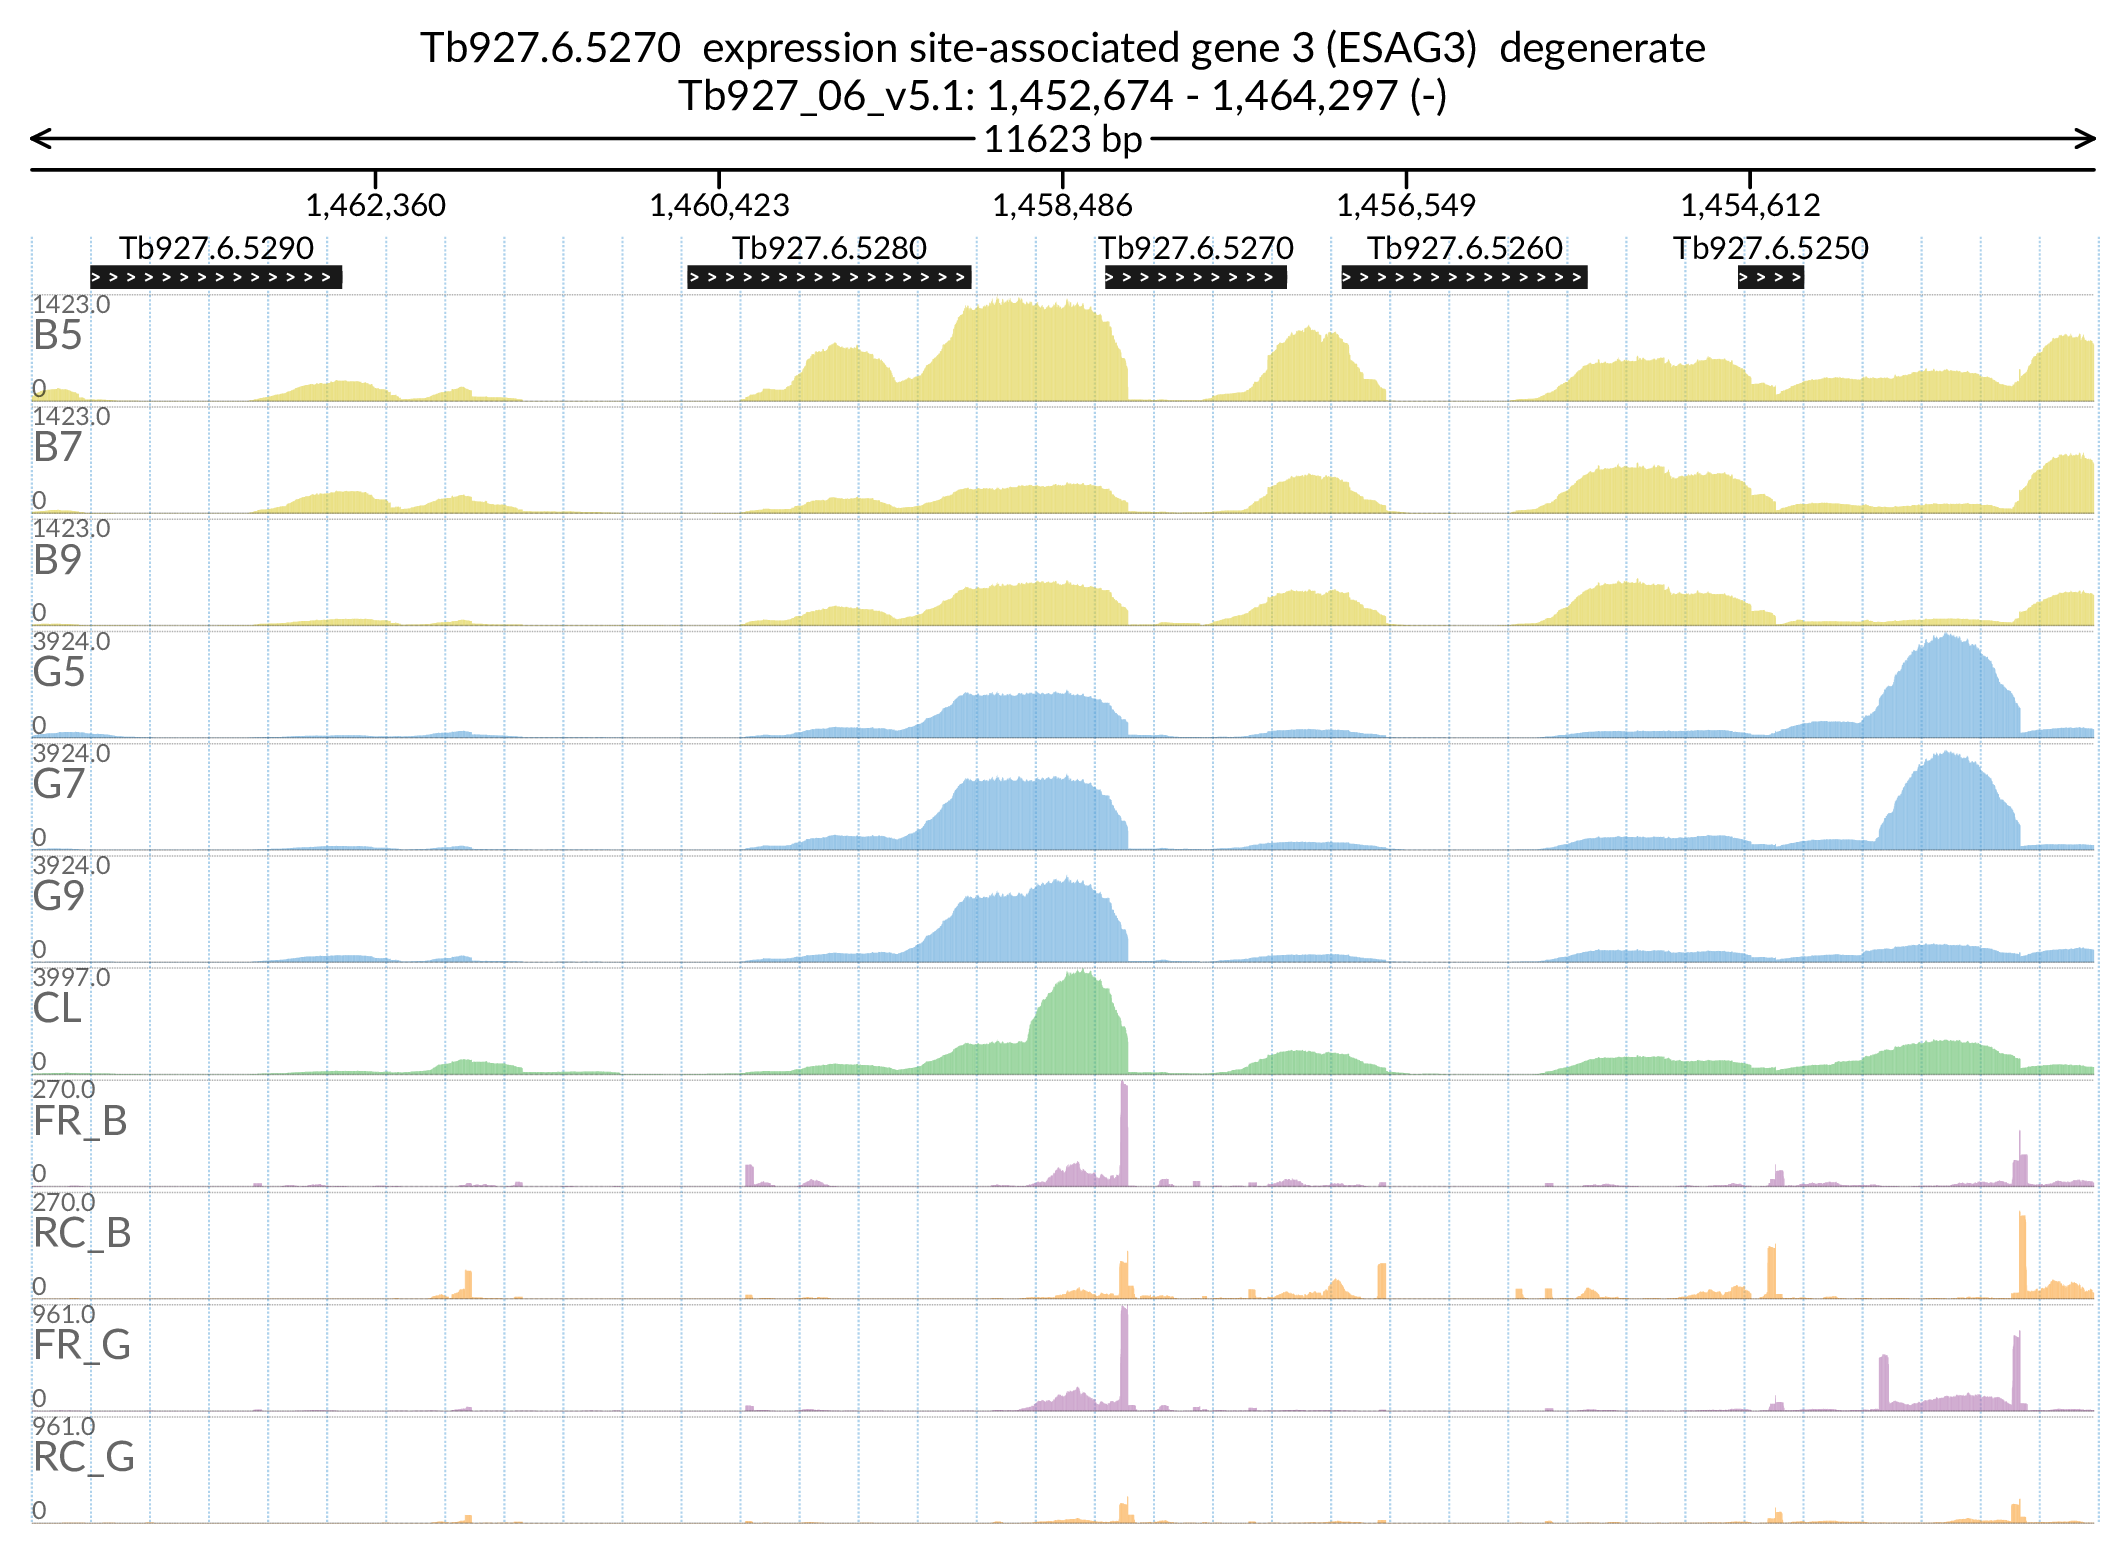 Tb927.6.5270 expression site-associated gene 3 (ESAG3) degenerate
Tb927_06_v5.1: 1,452,674 - 1,464,297 (-)
11623 bp
1,462,360 1,460,423 1,458,486 1,456,549 1,454,612
Tb927.6.5290 Tb927.6.5280 Tb927.6.5270 Tb927.6.5260 Tb927.6.5250
1423.0
B5
0
1423.0
B7
0
1423.0
B9
0
3924.0
G5
0
3924.0
G7
0
3924.0
G9
0
3997.0
CL
0
270.0
FR_B
0
270.0
RC_B
0
961.0
FR_G
0
961.0
RC_G
0